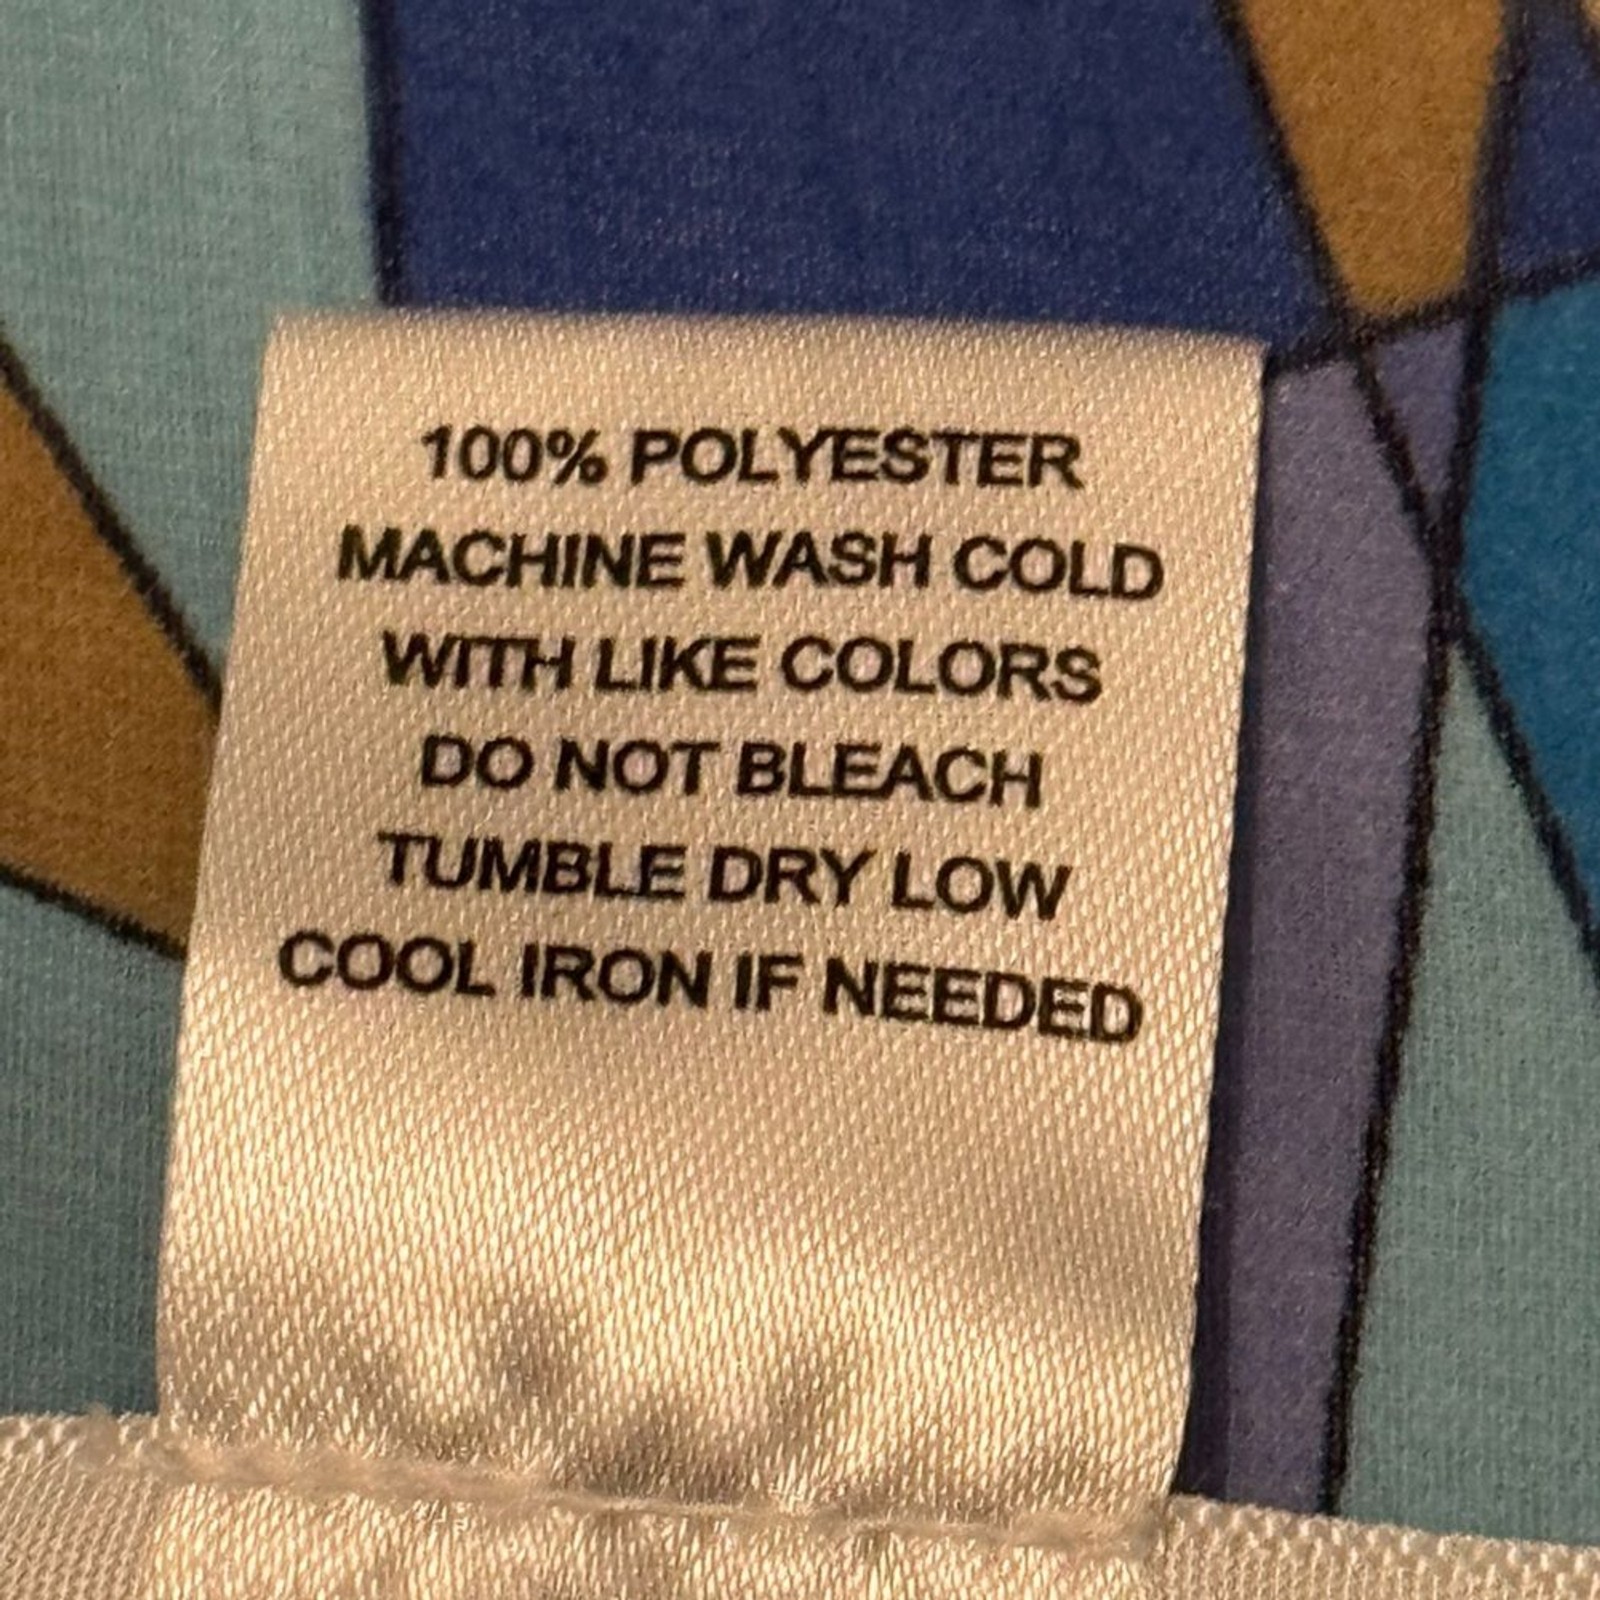 100% POLYESTER
MACHINE WASH COLD
WITH LIKE COLORS
DO NOT BLEACH
TUMBLE DRY LOW
COOL IRON IF NEEDED